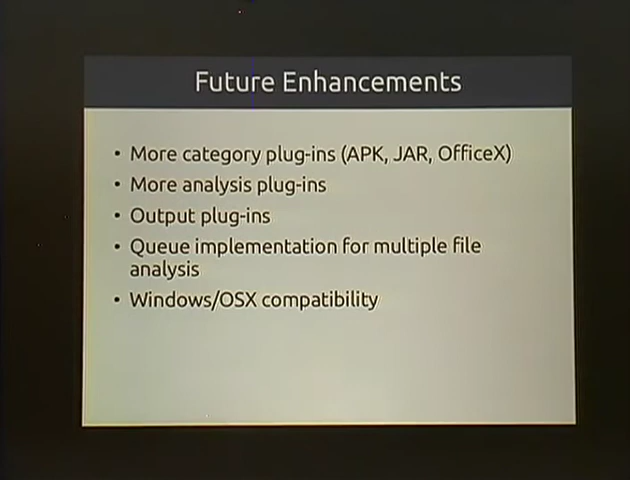 Future Enhancements
• More category plug-ins (APK, JAR, OfficeX)
• More analysis plug-ins
• Output plug-ins
• Queue implementation for multiple file
analysis
• Windows/OSX compatibility